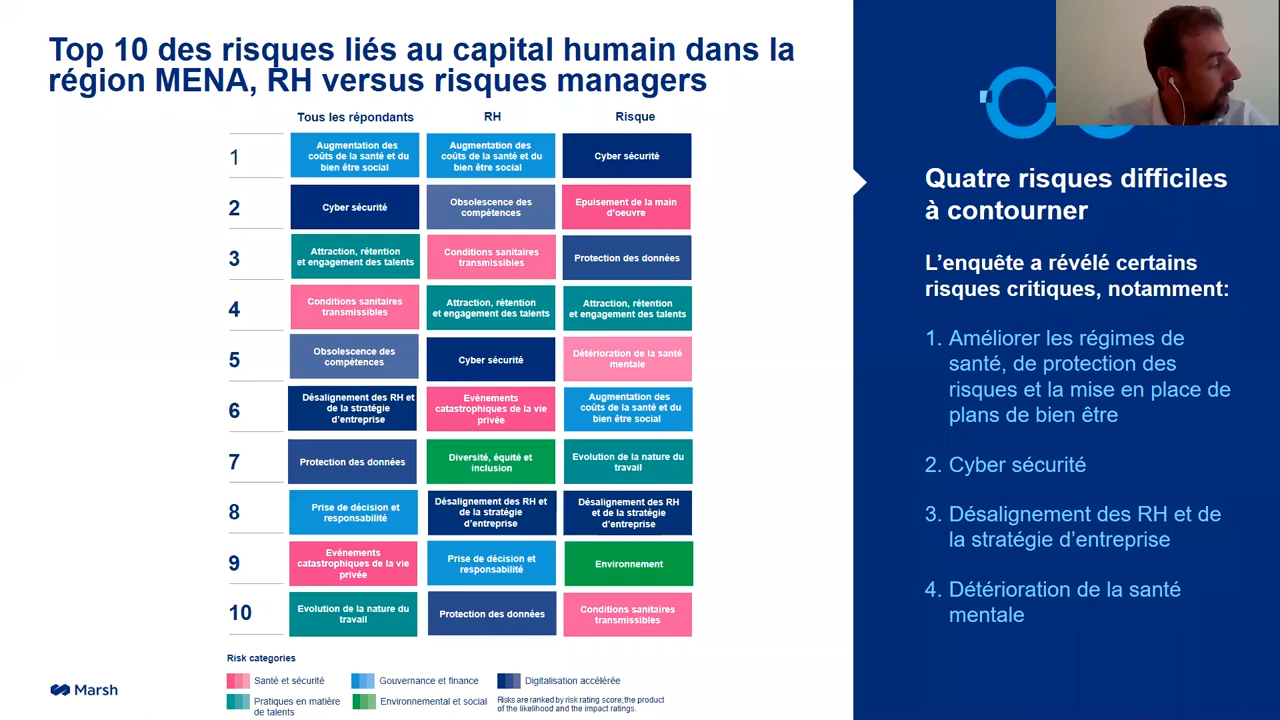 Top 10 des risques liés au capital humain dans la
région MENA, RH versus risques managers
Tous les répondants
RH
Risque
1
Augmentation des
coûts de la santé et du
bien être social
Augmentation des
coûts de la santé et du
bien être social
Cyber sécurité
2
Cyber sécurité
Obsolescence des
compétences
Epuisement de la main
d'oeuvre
3
Attraction, rétention
et engagement des talents
Conditions sanitaires
transmissibles
Protection des données
4
Conditions sanitaires
transmissibles
Attraction, rétention
et engagement des talents
Attraction, rétention
et engagement des talents
5
Obsolescence des
compétences
Cyber sécurité
Détérioration de la santé
mentale
6
Désalignement des RH et
de la stratégie
d'entreprise
Evénements
catastrophiques de la vie
privée
Augmentation des
coûts de la santé et du
bien être social
7
Protection des données
Diversité, équité et
inclusion
Evolution de la nature du
travail
8
Prise de décision et
responsabilité
Désalignement des RH et
de la stratégie
d'entreprise
Désalignement des RH
et de la stratégie
d'entreprise
9
Evénements
catastrophiques de la vie
privée
Prise de décision et
responsabilité
Environnement
10
Evolution de la nature du
travail
Protection des données
Conditions sanitaires
transmissibles
Risk categories
Santé et sécurité
Gouvernance et finance
Digitalisation accélérée
Pratiques en matière
de talents
Environnemental et social
Risks are ranked by risk rating score; the product
of the likelihood and the impact ratings.
Marsh
Quatre risques difficiles
à contourner
L'enquête a révélé certains
risques critiques, notamment:
1. Améliorer les régimes de
santé, de protection des
risques et la mise en place de
plans de bien être
2. Cyber sécurité
3. Désalignement des RH et de
la stratégie d'entreprise
4. Détérioration de la santé
mentale